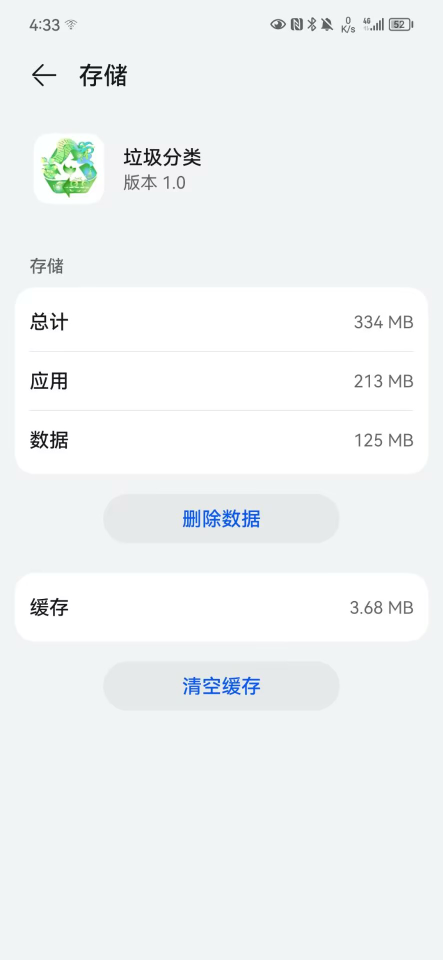 4:33
0
K/s
4G
52
存储
垃圾分类
版本 1.0
存储
总计 334 MB
应用 213 MB
数据 125 MB
删除数据
缓存 3.68 MB
清空缓存